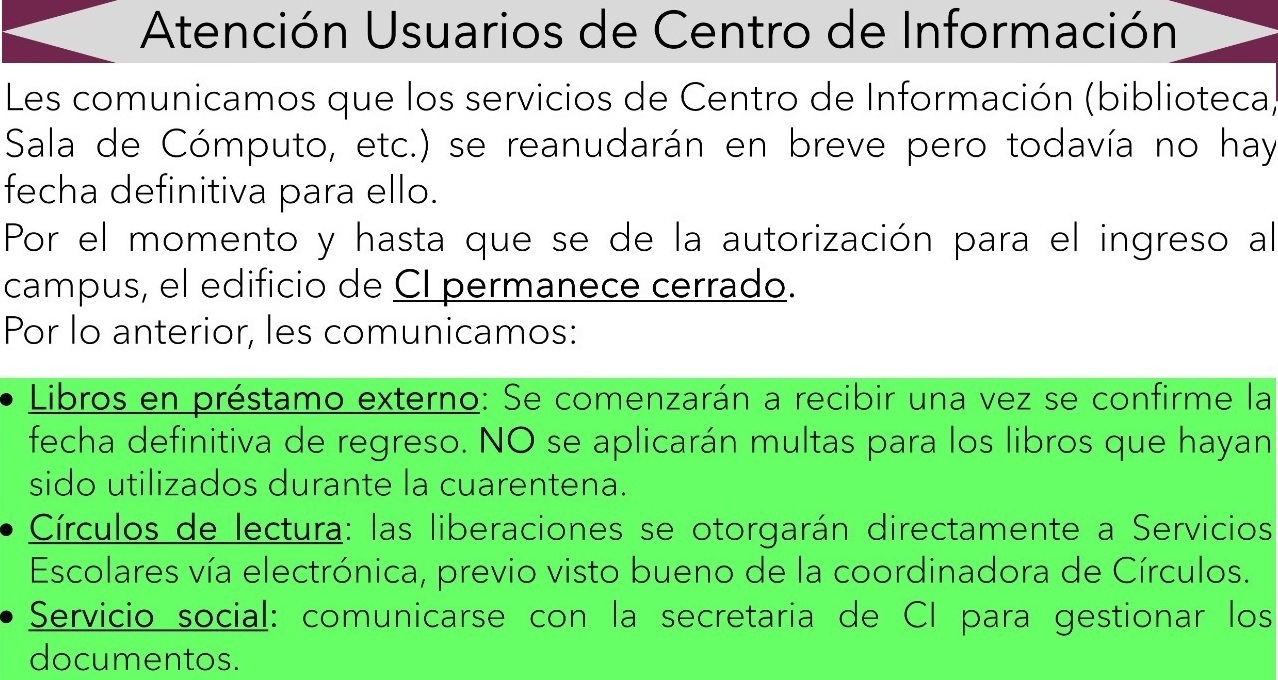 Atención Usuarios de Centro de Información
Les comunicamos que los servicios de Centro de Información (biblioteca,
Sala de Cómputo, etc.) se reanudarán en breve pero todavía no hay
fecha definitiva para ello.
Por el momento y hasta que se de la autorización para el ingreso al
campus, el edificio de CI permanece cerrado.
Por lo anterior, les comunicamos:
• Libros en préstamo externo: Se comenzarán a recibir una vez se confirme la
fecha definitiva de regreso. NO se aplicarán multas para los libros que hayan
sido utilizados durante la cuarentena.
• Círculos de lectura: las liberaciones se otorgarán directamente a Servicios
Escolares vía electrónica, previo visto bueno de la coordinadora de Círculos.
• Servicio social: comunicarse con la secretaria de CI para gestionar los
documentos.